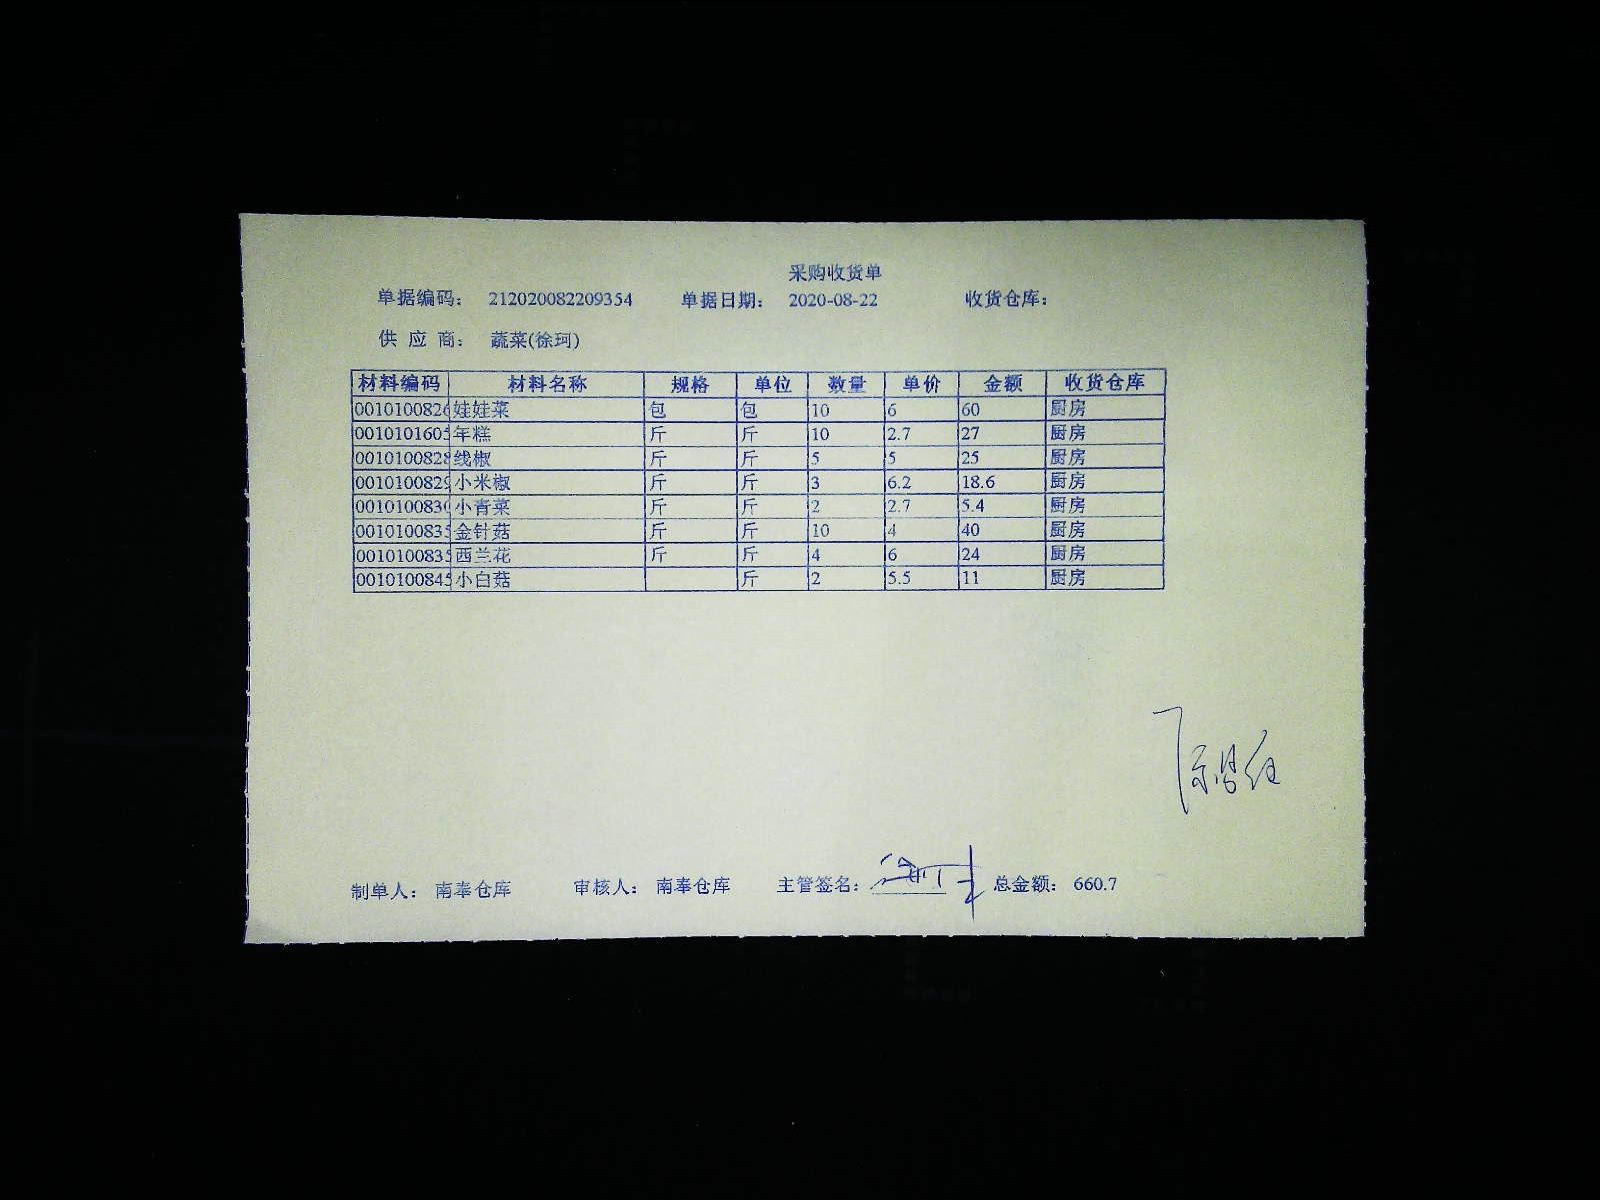 采购收货单
单据编码： 212020082209354 单据日期： 2020-08-22 收货仓库：
供 应 商： 蔬菜(徐珂)
材料编码 材料名称 规格 单位 数量 单价 金额 收货仓库
001010082 娃娃菜 包 包 10 6 60 厨房
001010160 年糕 斤 斤 10 2.7 27 厨房
001010082 线椒 斤 斤 5 5 25 厨房
001010082 小米椒 斤 斤 3 6.2 18.6 厨房
001010083 小青菜 斤 斤 2 2.7 5.4 厨房
001010083 金针菇 斤 斤 10 4 40 厨房
001010083 西兰花 斤 斤 4 6 24 厨房
001010084 小白菇 斤 2 5.5 11 厨房
制单人： 南奉仓库 审核人： 南奉仓库 主管签名： 总金额： 660.7